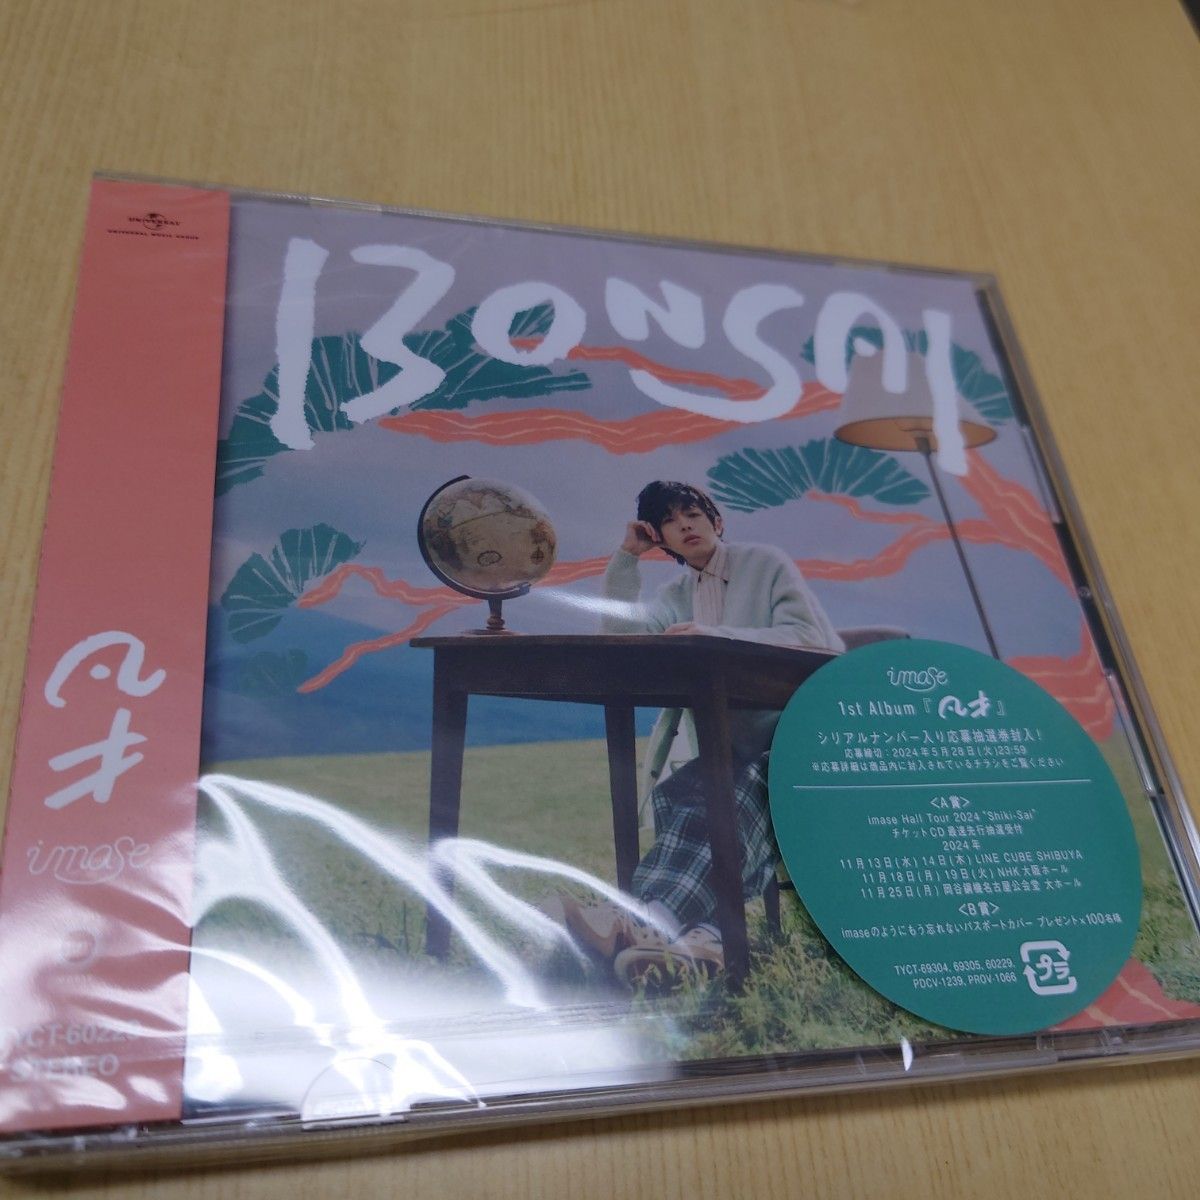 UNIVERSAL
UNIVERSAL MUSIC GROUP
BONSAI
凡才
imase
STEREO
imase
1st Album『凡才』
シリアルナンバー入り応募抽選券封入!
応募締切:2024年5月28日(火)23:59
※応募詳細は商品内に封入されているチラシをご覧ください
<A賞>
imase Hall Tour 2024 "Shiki-Sai"
チケットCD最速先行抽選受付
2024年
11月13日(水)14日(木)LINE CUBE SHIBUYA
11月18日(月)19日(火)NHK大阪ホール
11月25日(月)岡谷鋼機名古屋公会堂 大ホール
<B賞>
imaseのようにもう忘れないパスポートカバー プレゼント×100名様
TYCT-69304, 69305, 60229,
PDCV-1239, PROV-1066
プラ